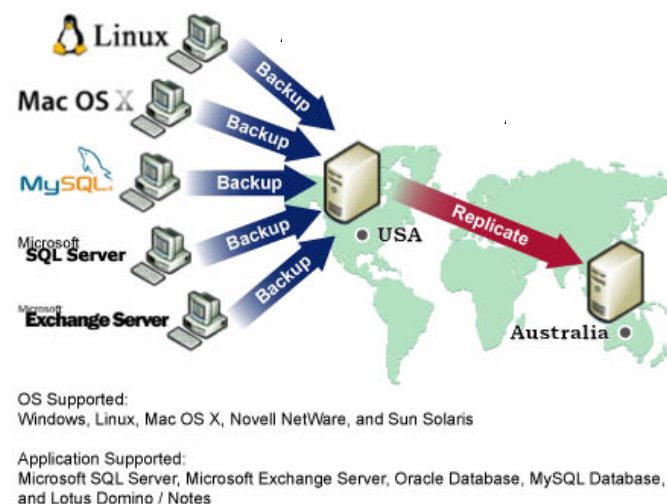 Linux
Backup
Mac OS X
Backup
MySQL
Backup
Microsoft
SQL Server
Backup
Microsoft
Exchange Server
Backup
Replicate
USA
Australia
OS Supported:
Windows, Linux, Mac OS X, Novell NetWare, and Sun Solaris
Application Supported:
Microsoft SQL Server, Microsoft Exchange Server, Oracle Database, MySQL Database,
and Lotus Domino / Notes